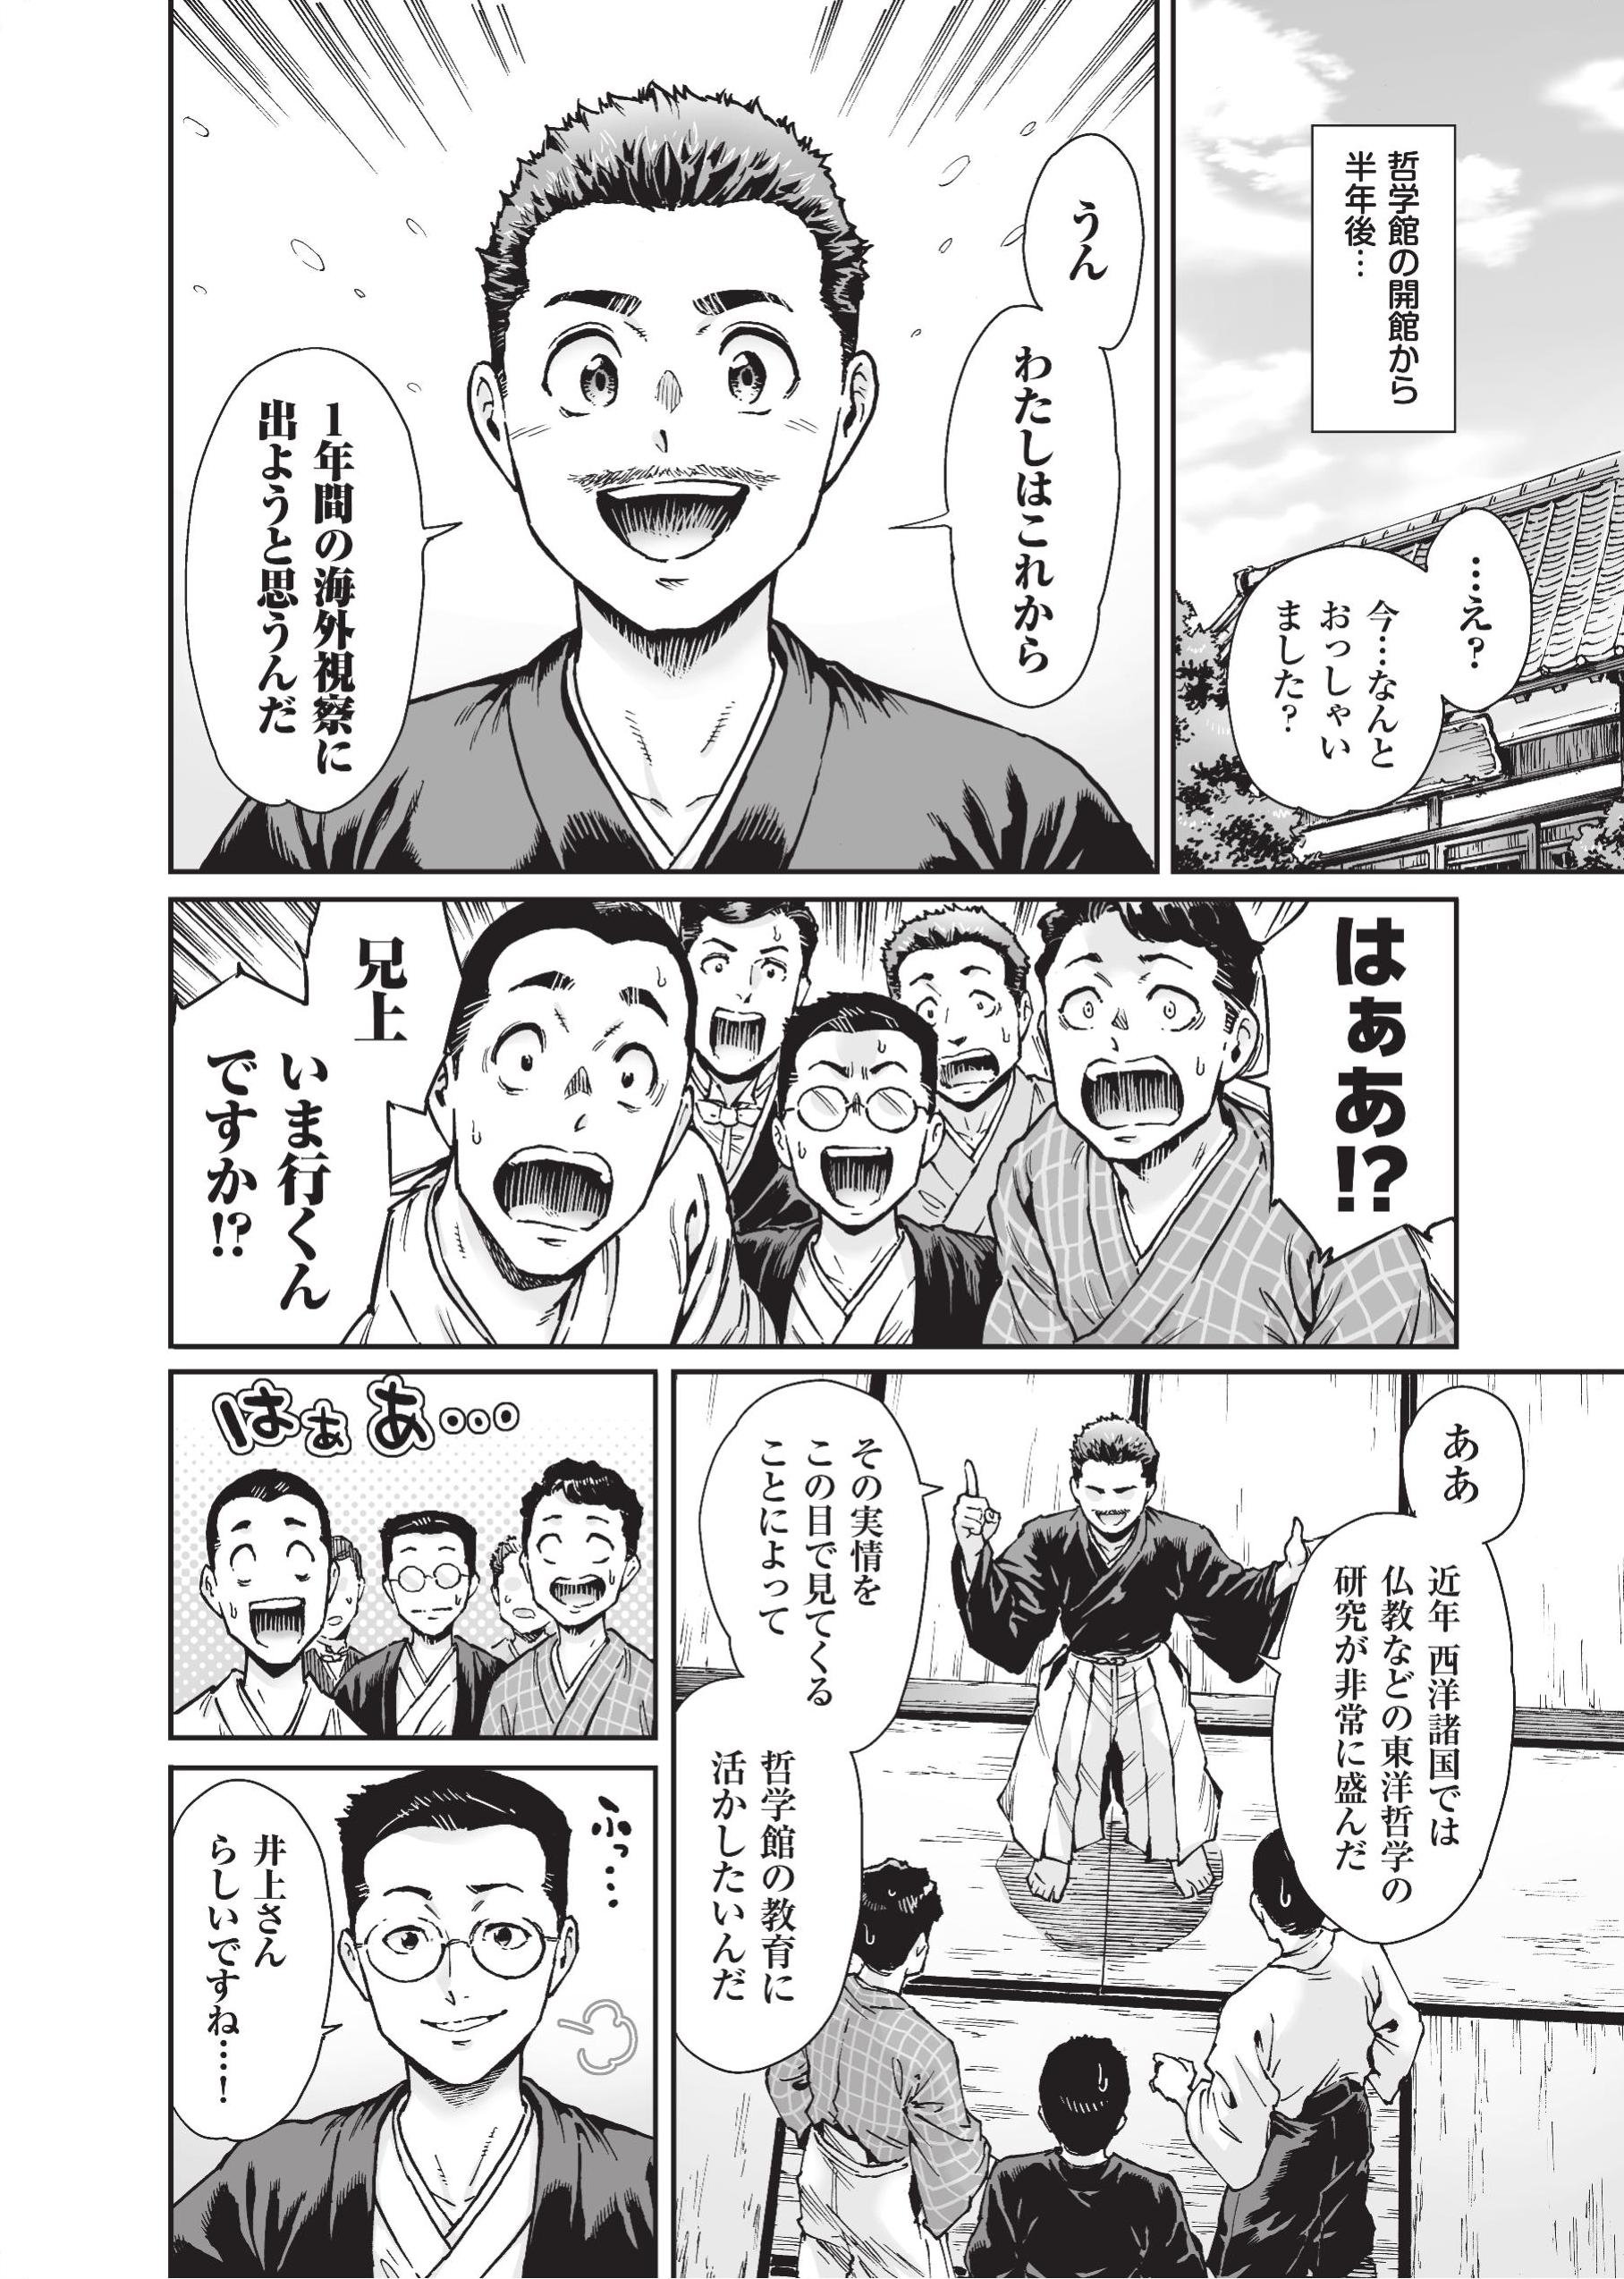 哲学館の開館から
半年後…
…え?
今…なんと
おっしゃい
ました?
うん
わたしはこれから
1年間の海外視察に
出ようと思うんだ
はぁあ!?
兄上
いま行くん
ですか!?
ああ
近年 西洋諸国では
仏教などの東洋哲学の
研究が非常に盛んだ
その実情を
この目で見てくる
ことによって
哲学館の教育に
活かしたいんだ
はぁあ…
ふっ…
井上さん
らしいですね…!